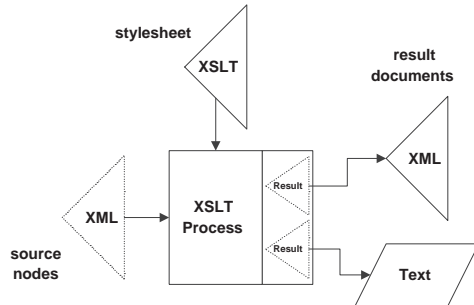 stylesheet
XSLT
result
documents
XML
XSLT
Process
Result
Result
XML
source
nodes
Text